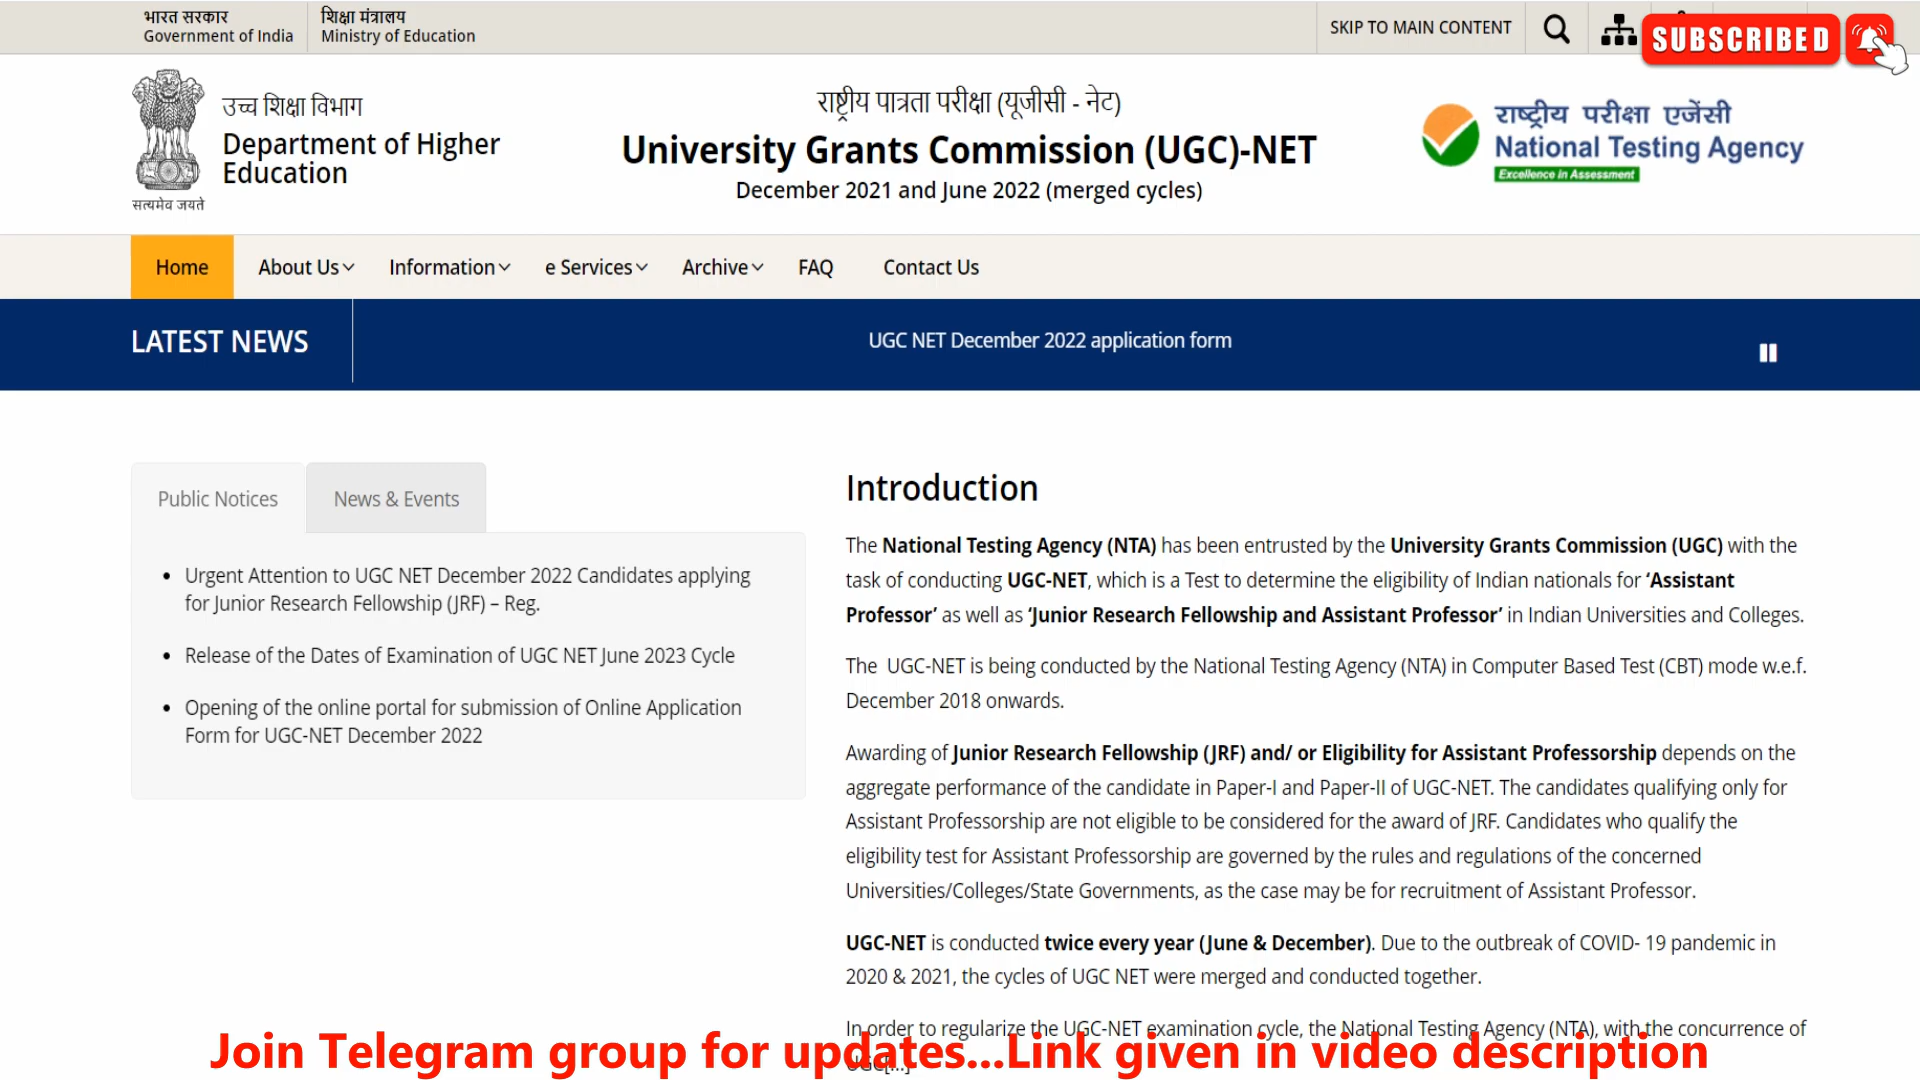 भारत सरकार
Government of India
शिक्षा मंत्रालय
Ministry of Education
SKIP TO MAIN CONTENT
SUBSCRIBED
सत्यमेव जयते
उच्च शिक्षा विभाग
Department of Higher
Education
राष्ट्रीय पात्रता परीक्षा (यूजीसी - नेट)
University Grants Commission (UGC)-NET
December 2021 and June 2022 (merged cycles)
राष्ट्रीय परीक्षा एजेंसी
National Testing Agency
Excellence in Assessment
Home About Us Information e Services Archive FAQ Contact Us
LATEST NEWS
UGC NET December 2022 application form
Public Notices News & Events
• Urgent Attention to UGC NET December 2022 Candidates applying
for Junior Research Fellowship (JRF) – Reg.
• Release of the Dates of Examination of UGC NET June 2023 Cycle
• Opening of the online portal for submission of Online Application
Form for UGC-NET December 2022
Introduction
The National Testing Agency (NTA) has been entrusted by the University Grants Commission (UGC) with the
task of conducting UGC-NET, which is a Test to determine the eligibility of Indian nationals for ‘Assistant
Professor’ as well as ‘Junior Research Fellowship and Assistant Professor’ in Indian Universities and Colleges.
The UGC-NET is being conducted by the National Testing Agency (NTA) in Computer Based Test (CBT) mode w.e.f.
December 2018 onwards.
Awarding of Junior Research Fellowship (JRF) and/ or Eligibility for Assistant Professorship depends on the
aggregate performance of the candidate in Paper-I and Paper-II of UGC-NET. The candidates qualifying only for
Assistant Professorship are not eligible to be considered for the award of JRF. Candidates who qualify the
eligibility test for Assistant Professorship are governed by the rules and regulations of the concerned
Universities/Colleges/State Governments, as the case may be for recruitment of Assistant Professor.
UGC-NET is conducted twice every year (June & December). Due to the outbreak of COVID- 19 pandemic in
2020 & 2021, the cycles of UGC NET were merged and conducted together.
In order to regularize the UGC-NET examination cycle, the National Testing Agency (NTA), with the concurrence of
UGC[...]
Join Telegram group for updates...Link given in video description